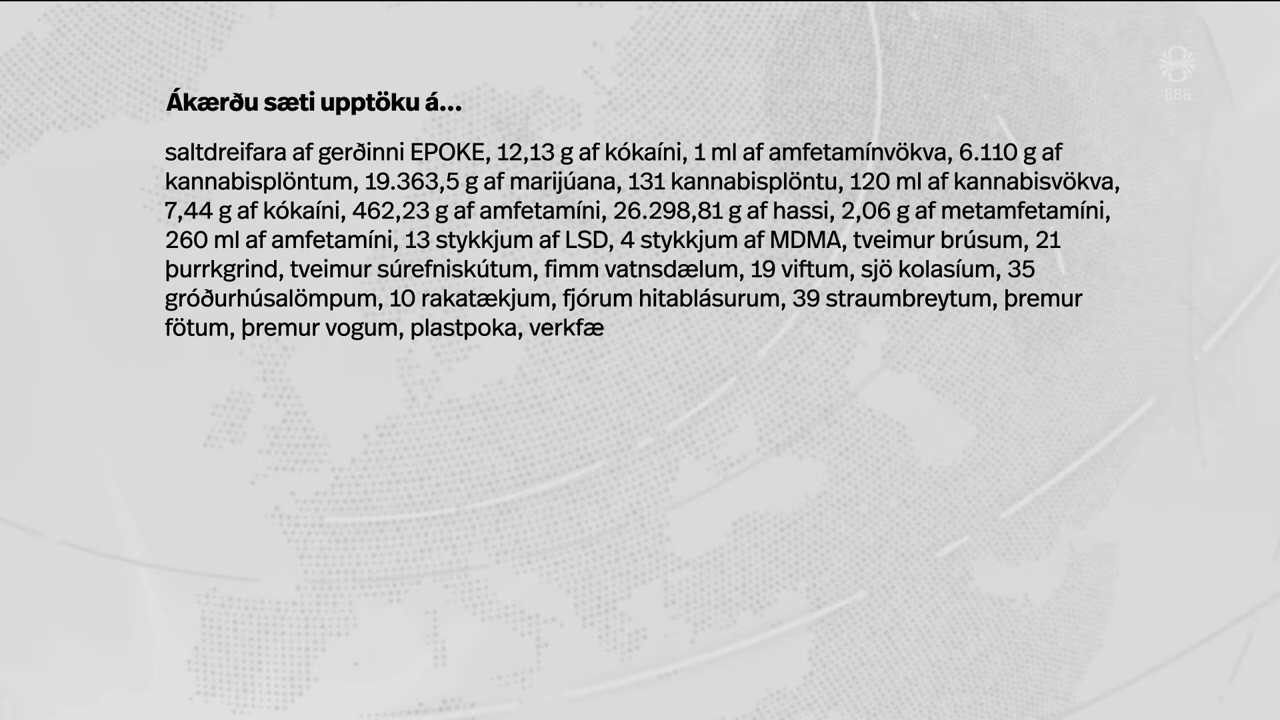 Ákærðu sæti upptöku á...
saltdreifara af gerðinni EPOKE, 12,13 g af kókaíni, 1 ml af amfetamínvökva, 6.110 g af
kannabisplöntum, 19.363,5 g af marijúana, 131 kannabisplöntu, 120 ml af kannabisvökva,
7,44 g af kókaíni, 462,23 g af amfetamíni, 26.298,81 g af hassi, 2,06 g af metamfetamíni,
260 ml af amfetamíni, 13 stykkjum af LSD, 4 stykkjum af MDMA, tveimur brúsum, 21
þurrkgrind, tveimur súrefniskútum, fimm vatnsdælum, 19 viftum, sjö kolasíum, 35
gróðurhúsalömpum, 10 rakatækjum, fjórum hitablásurum, 39 straumbreytum, þremur
fötum, þremur vogum, plastpoka, verkfæ